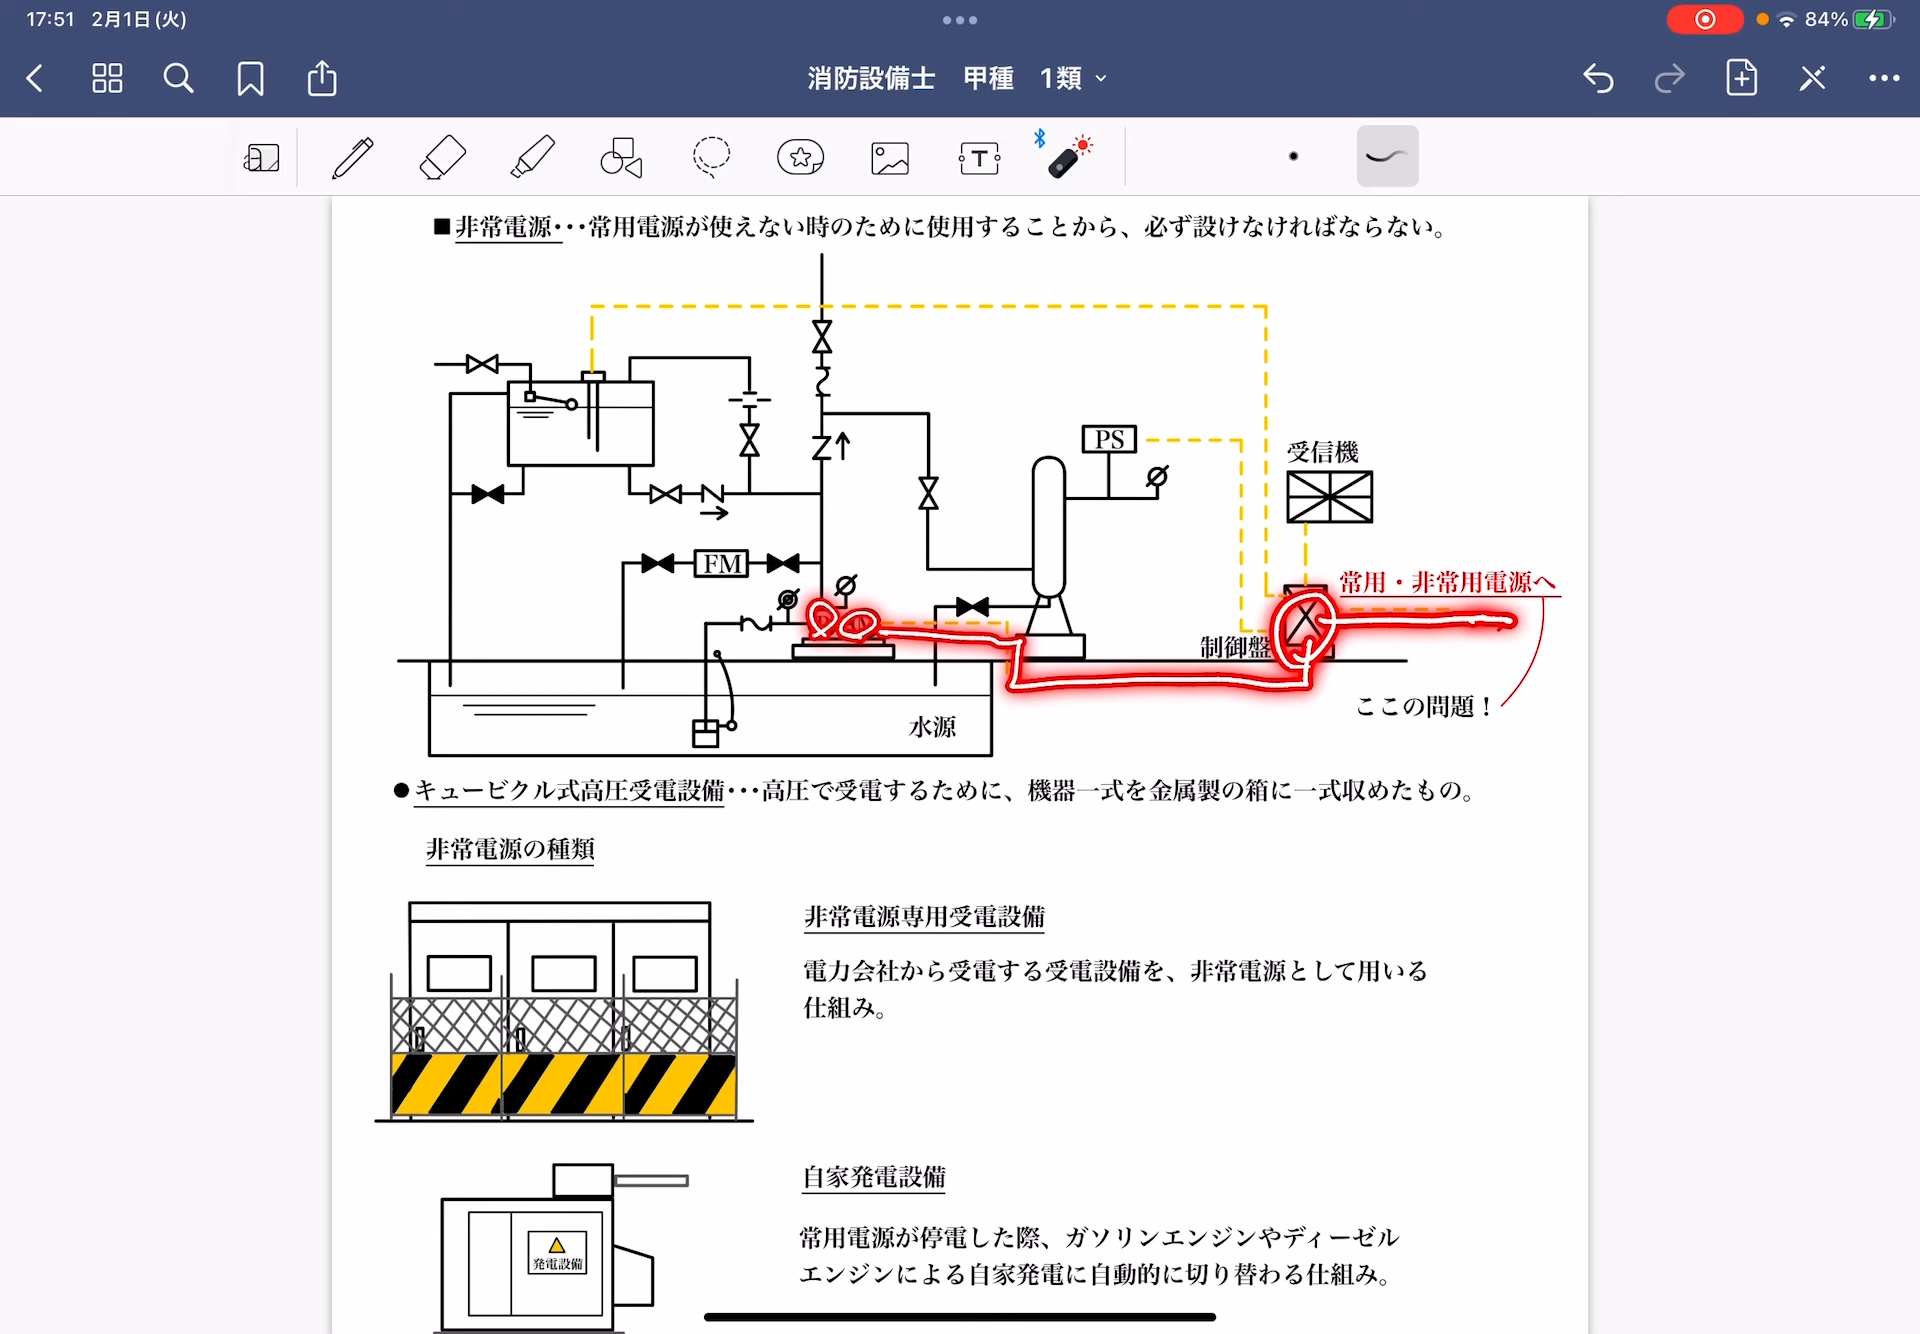 17:51 2月1日(火)
84%
消防設備士 甲種 1類
T
■非常電源･･･常用電源が使えない時のために使用することから、必ず設けなければならない。
PS
受信機
FM
常用・非常用電源へ
制御盤
ここの問題！
水源
●キュービクル式高圧受電設備･･･高圧で受電するために、機器一式を金属製の箱に一式収めたもの。
非常電源の種類
非常電源専用受電設備
電力会社から受電する受電設備を、非常電源として用いる
仕組み。
自家発電設備
常用電源が停電した際、ガソリンエンジンやディーゼル
エンジンによる自家発電に自動的に切り替わる仕組み。
発電設備